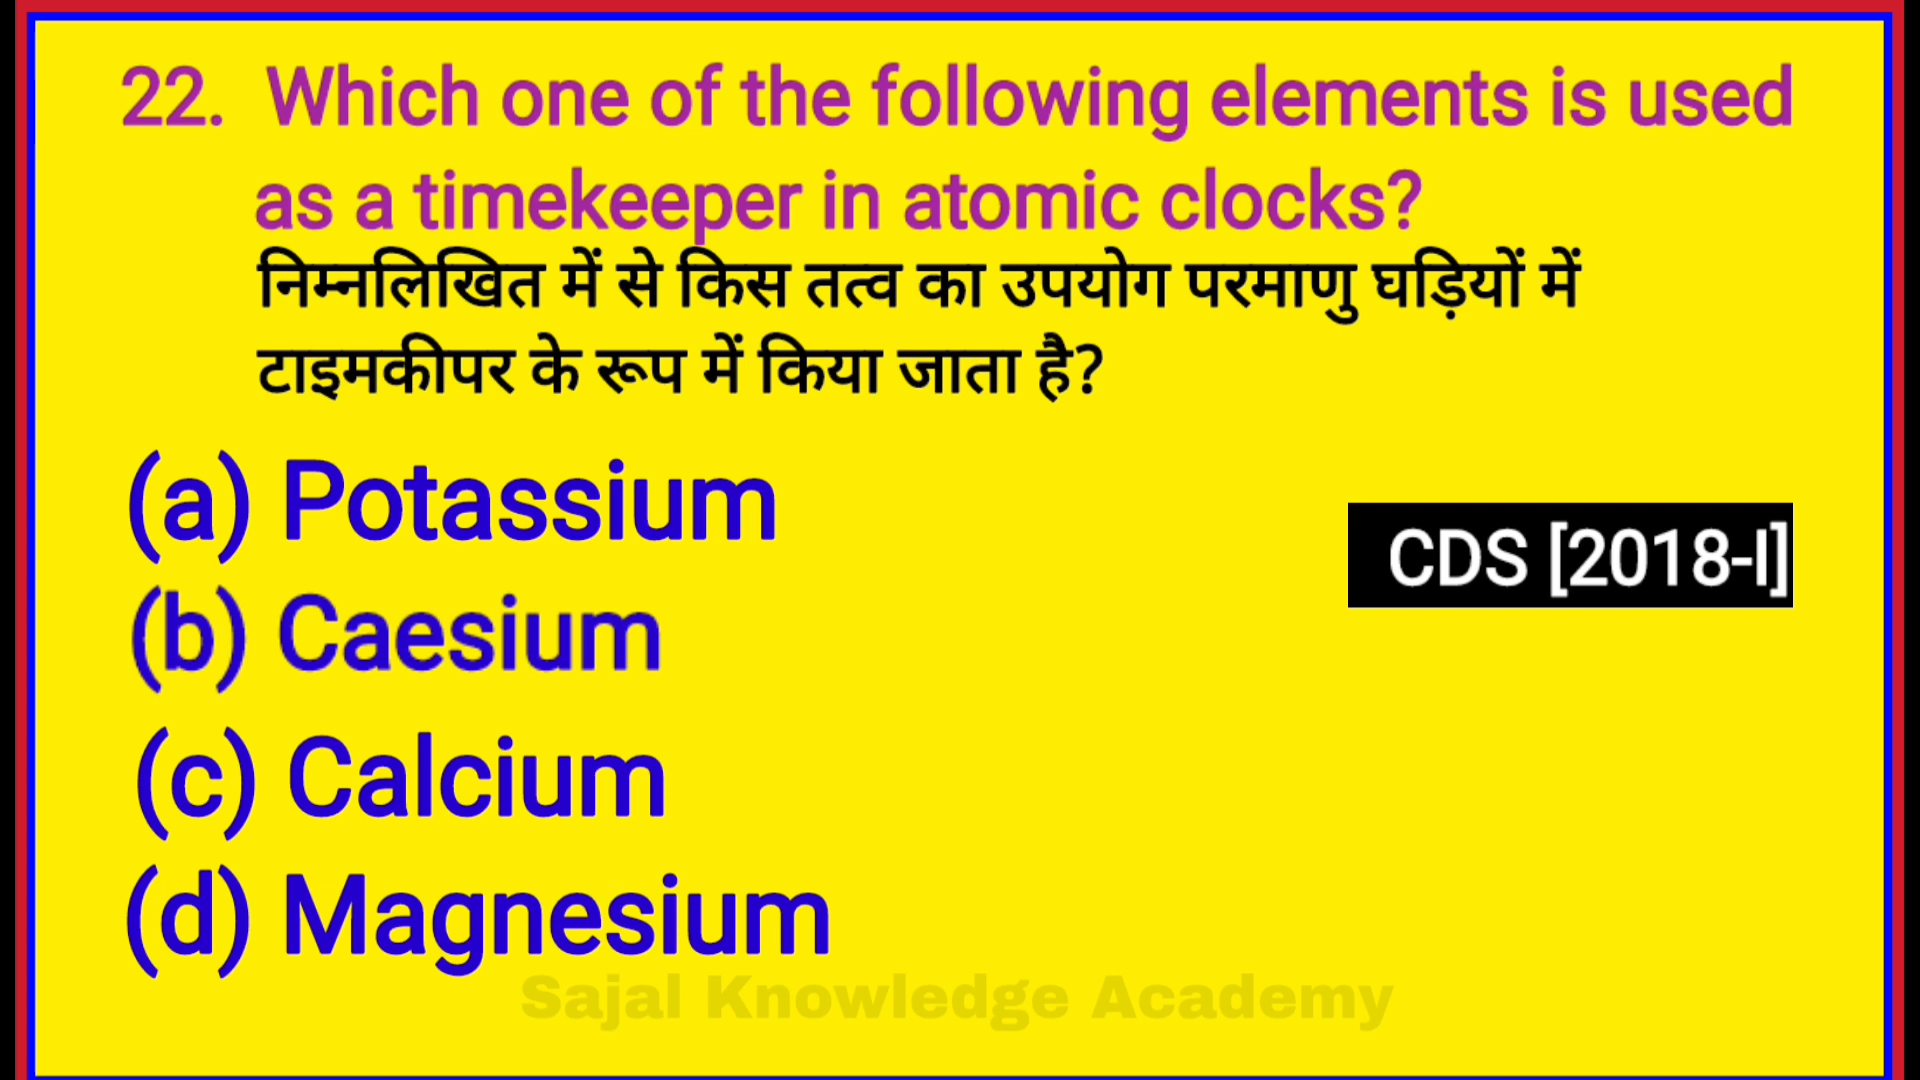 22. Which one of the following elements is used
as a timekeeper in atomic clocks?
निम्नलिखित में से किस तत्व का उपयोग परमाणु घड़ियों में
टाइमकीपर के रूप में किया जाता है?
(a) Potassium
CDS [2018-I]
(b) Caesium
(c) Calcium
(d) Magnesium
Sajal Knowledge Academy